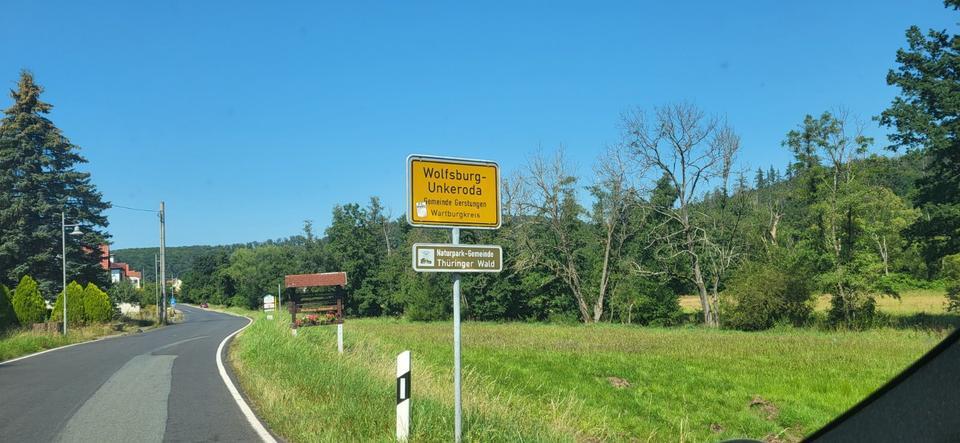 Wolfsburg-
Unkeroda
Gemeinde Gerstungen
Wartburgkreis
Naturpark-Gemeinde
Thüringer Wald